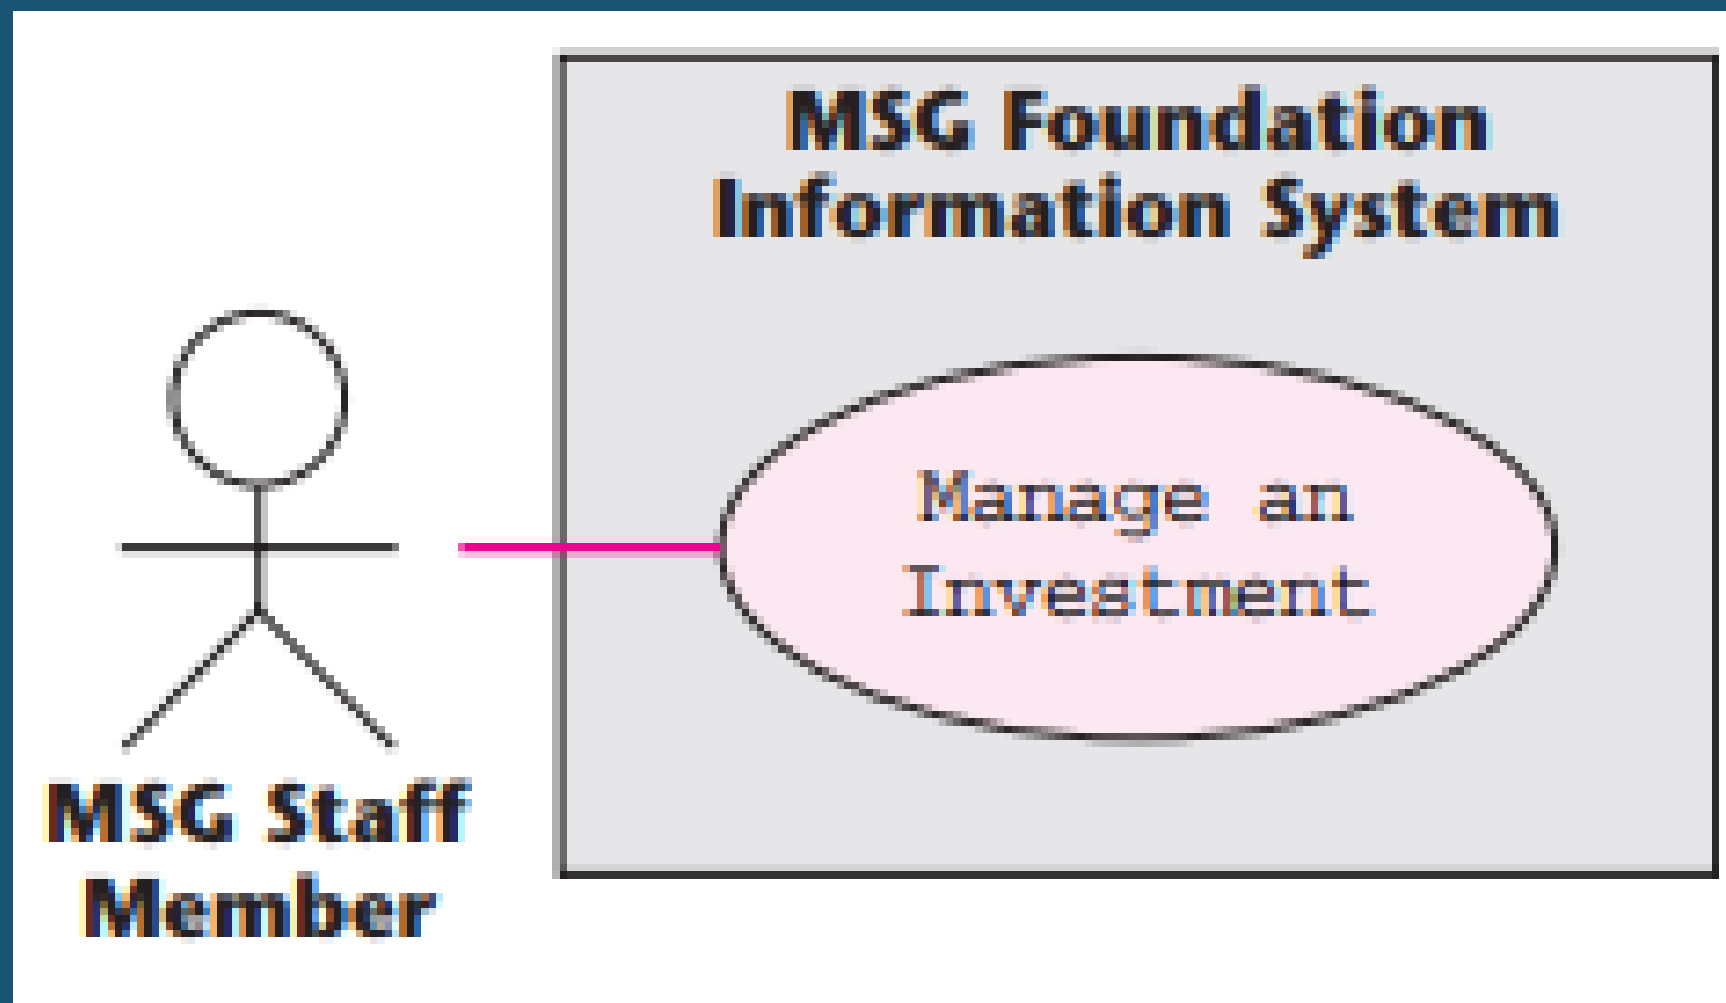 MSG Foundation
Information System
Manage an
Investment
MSG Staff
Member